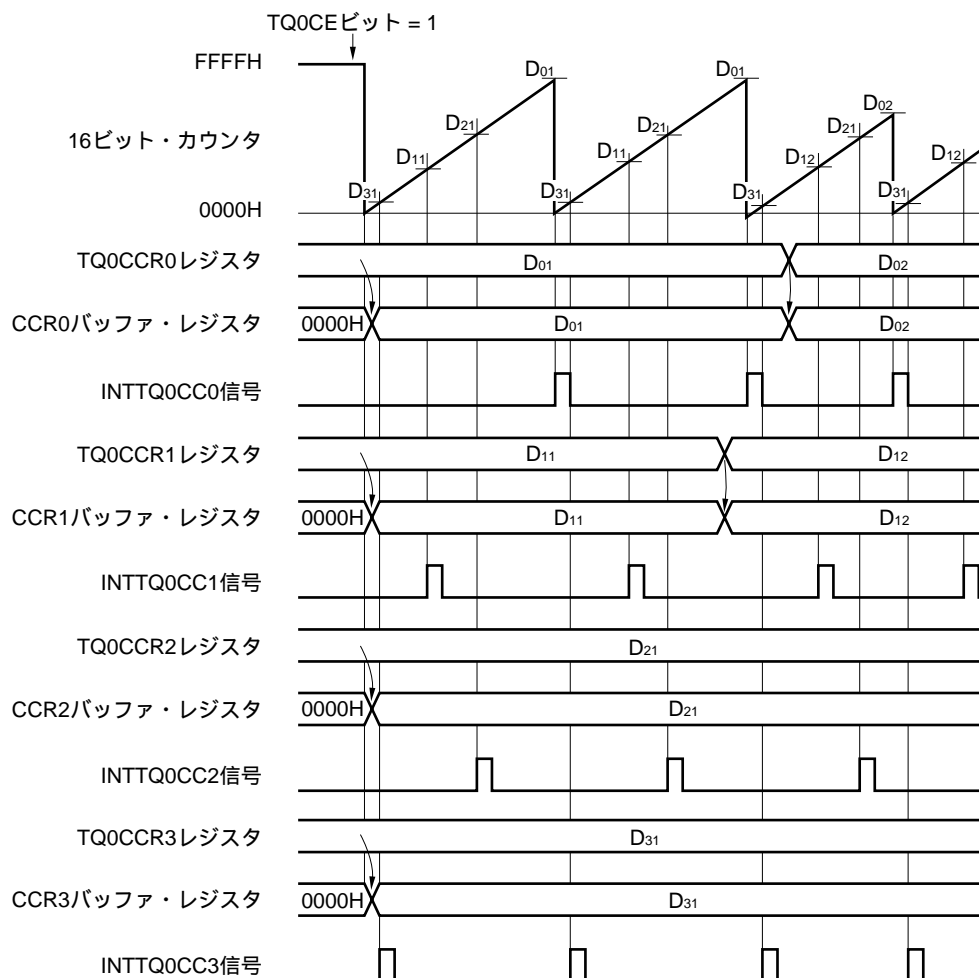 TQ0CEビット = 1
FFFFH
D01 D01
D02
D21 D21 D21
16ビット・カウンタ
D11 D11 D12 D12
D31 D31 D31 D31
0000H
TQ0CCR0レジスタ D01 D02
CCR0バッファ・レジスタ 0000H D01 D02
INTTQ0CC0信号
TQ0CCR1レジスタ D11 D12
CCR1バッファ・レジスタ 0000H D11 D12
INTTQ0CC1信号
TQ0CCR2レジスタ D21
CCR2バッファ・レジスタ 0000H D21
INTTQ0CC2信号
TQ0CCR3レジスタ D31
CCR3バッファ・レジスタ 0000H D31
INTTQ0CC3信号